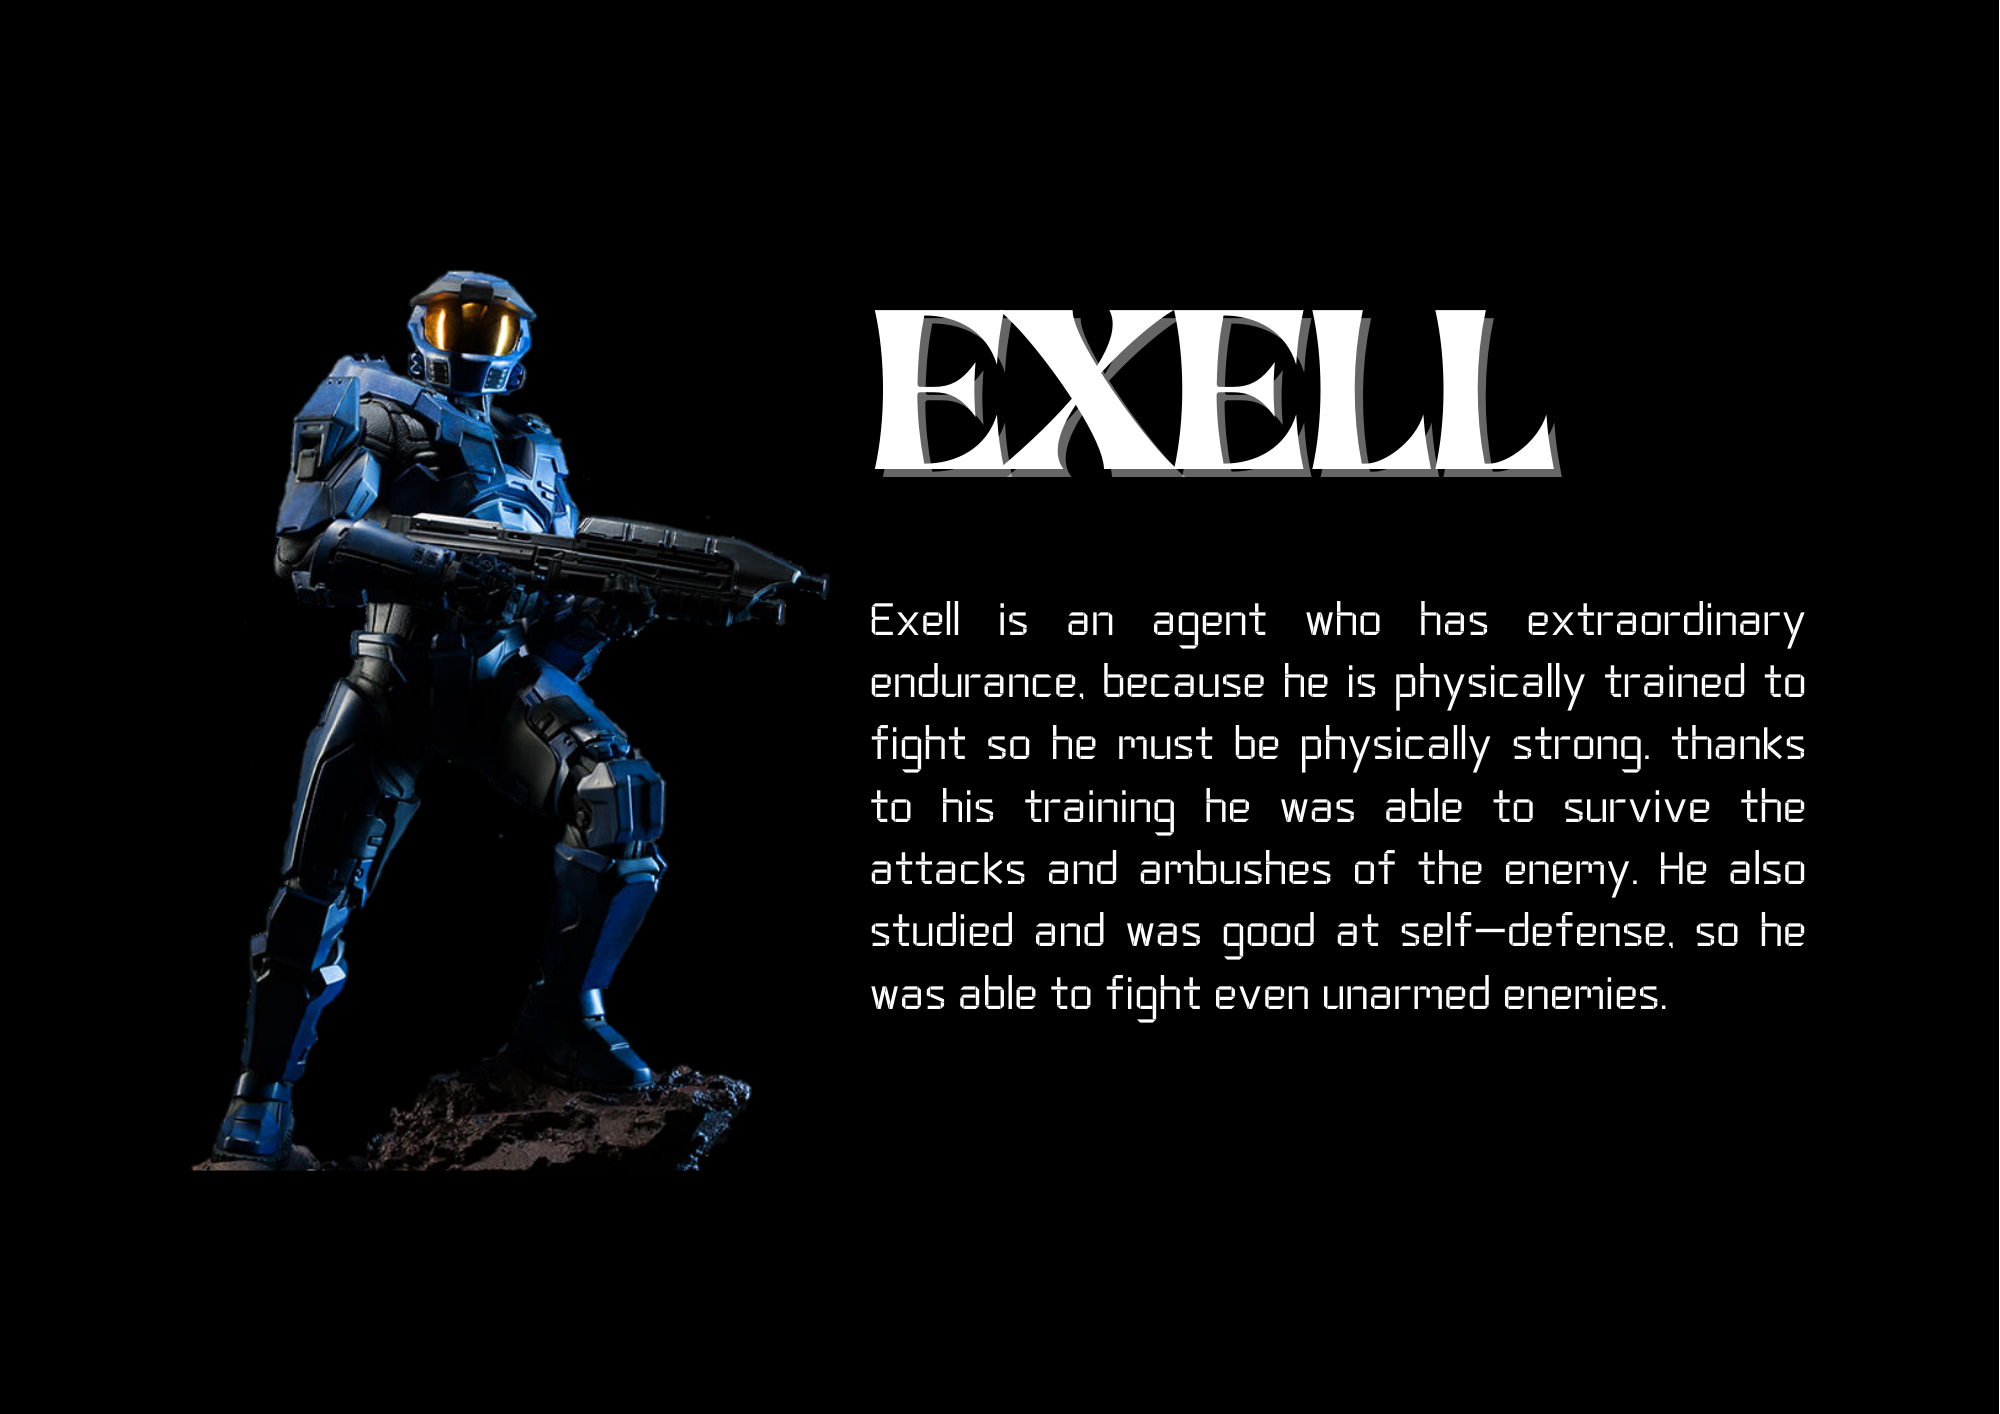 EXELL
Exell is an agent who has extraordinary
endurance, because he is physically trained to
fight so he must be physically strong. thanks
to his training he was able to survive the
attacks and ambushes of the enemy. He also
studied and was good at self-defense, so he
was able to fight even unarmed enemies.